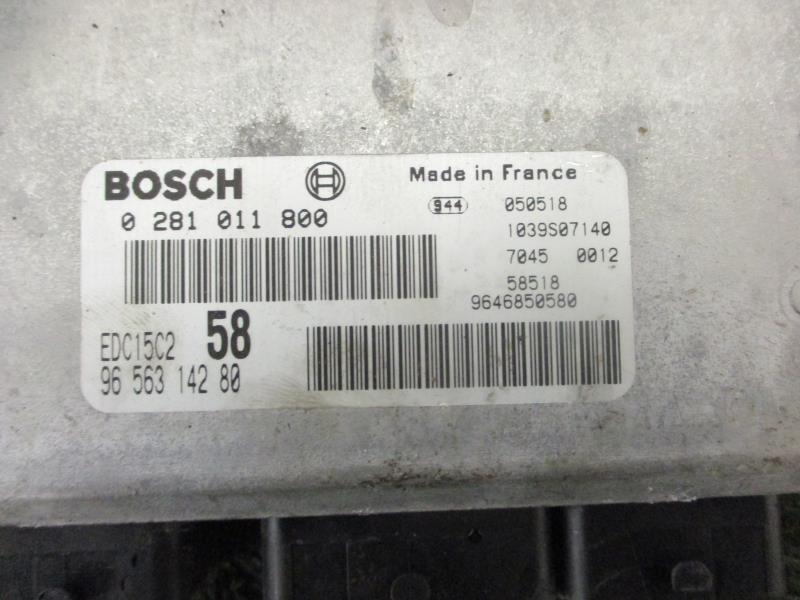 BOSCH
Made in France
0 281 011 800
944 050518
1039S07140
7045 0012
58518
9646850580
EDC15C2 58
96 563 142 80